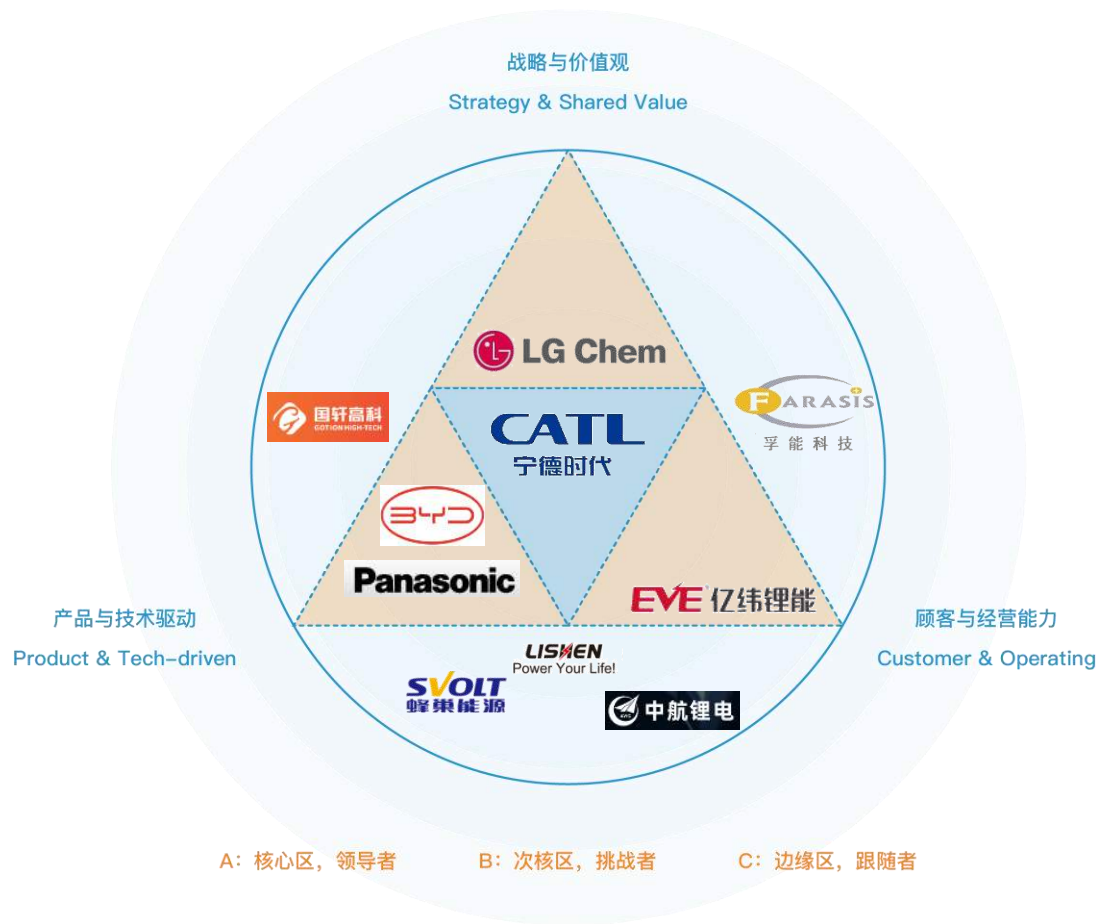 战略与价值观
Strategy & Shared Value
LG Chem
国轩高科
GOTION HIGH-TECH
FARASIS
孚能科技
CATL
宁德时代
BYD
Panasonic
EVE 亿纬锂能
产品与技术驱动
Product & Tech-driven
顾客与经营能力
Customer & Operating
LISHEN
Power Your Life!
SVOLT
蜂巢能源
中航锂电
A：核心区，领导者
B：次核区，挑战者
C：边缘区，跟随者